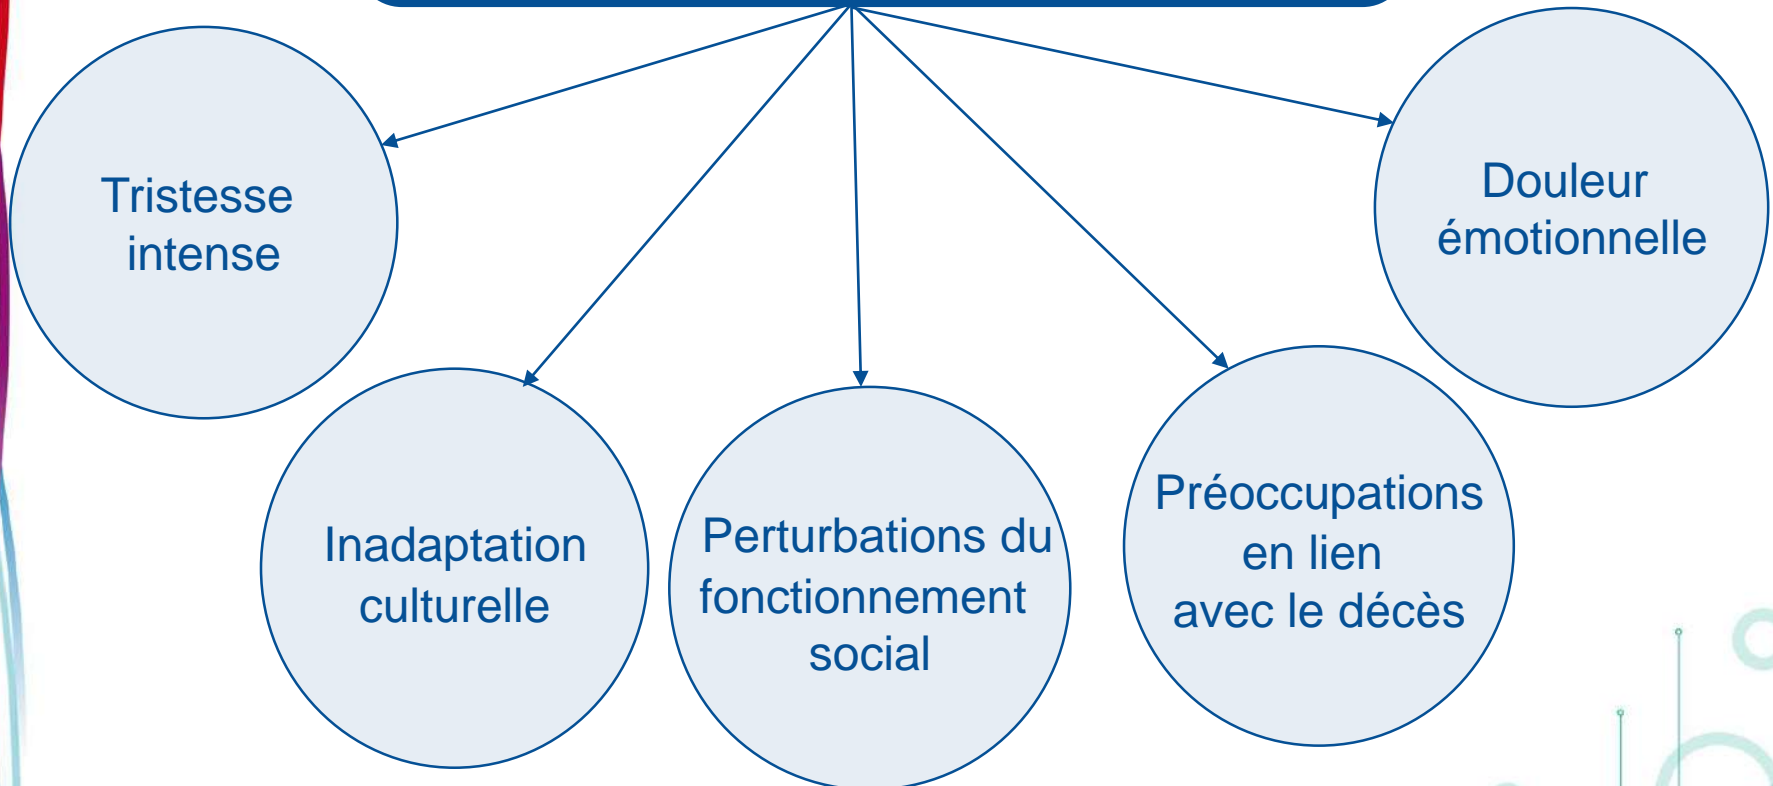 Tristesse
intense
Inadaptation
culturelle
Perturbations du
fonctionnement
social
Préoccupations
en lien
avec le décès
Douleur
émotionnelle